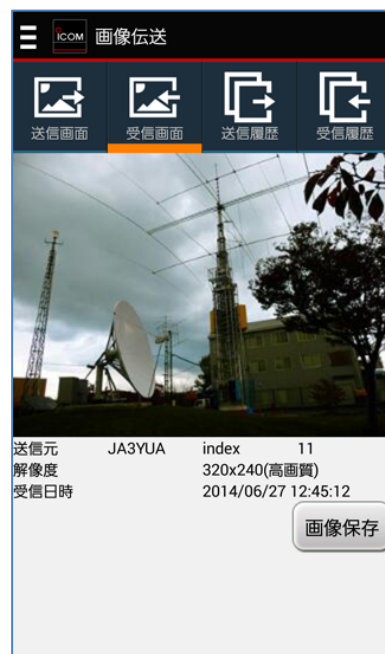 ICOM 画像伝送
送信画面 受信画面 送信履歴 受信履歴
送信元 JA3YUA index 11
解像度 320x240(高画質)
受信日時 2014/06/27 12:45:12
画像保存